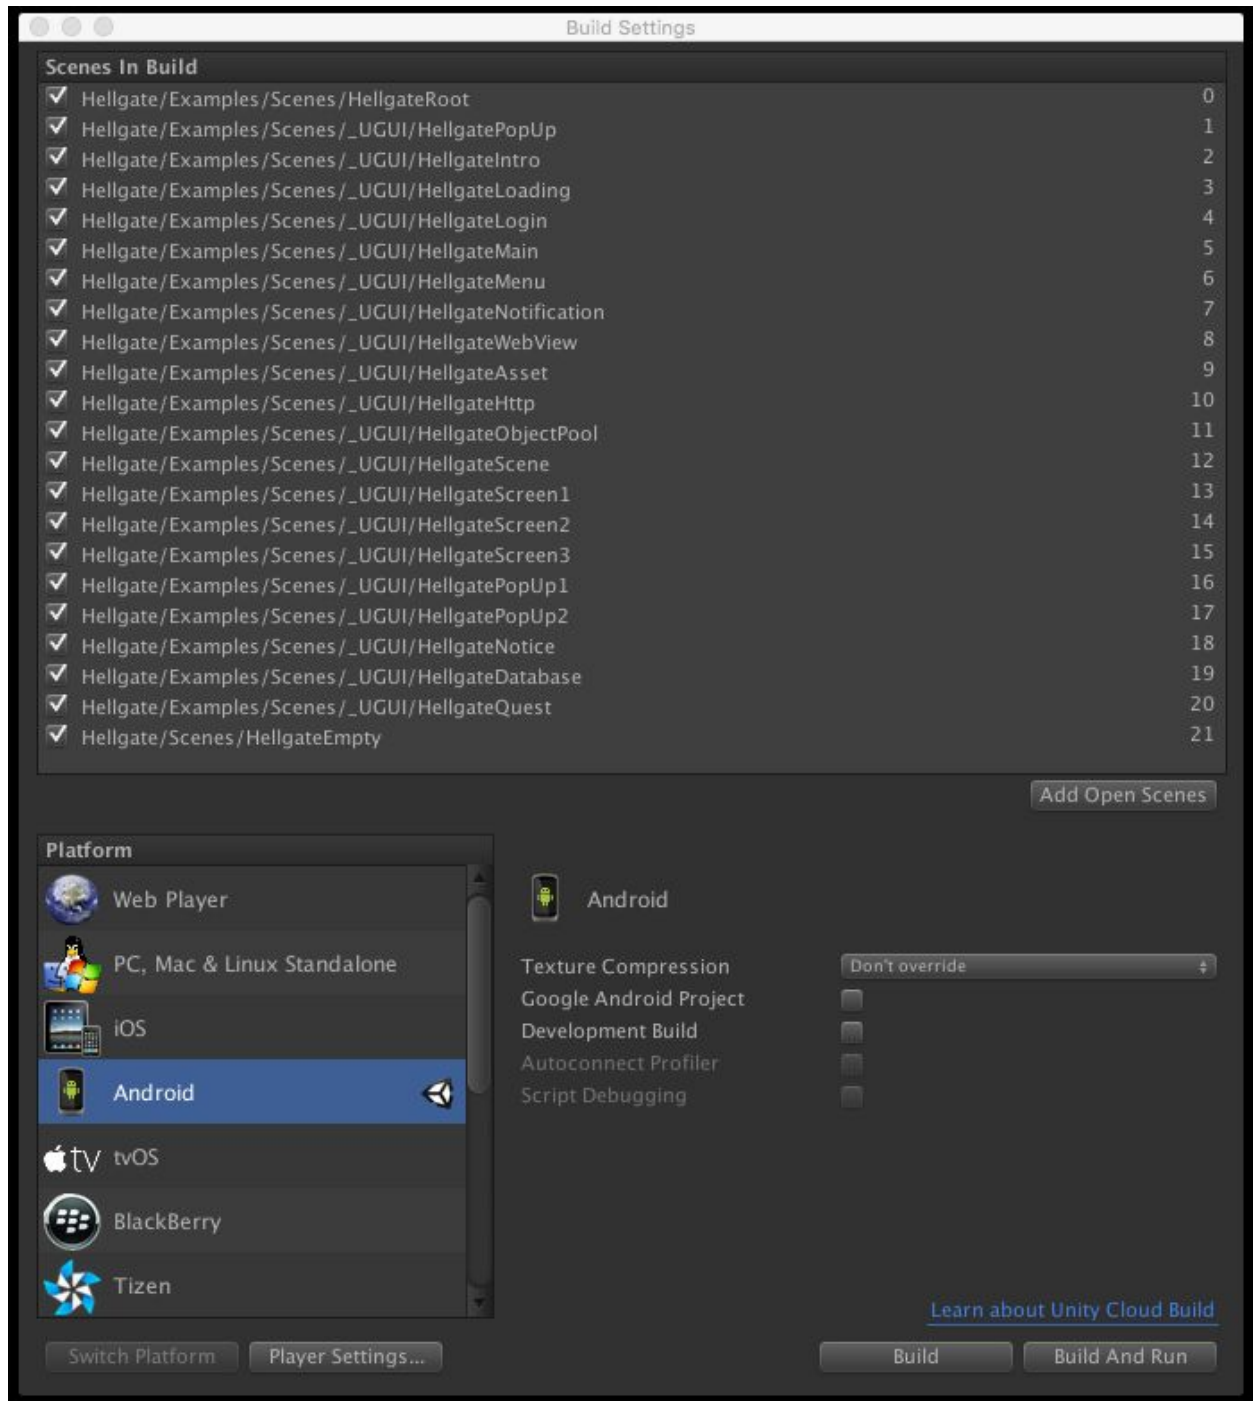 Build Settings
Scenes In Build
Hellgate/Examples/Scenes/HellgateRoot 0
Hellgate/Examples/Scenes/_UGUI/HellgatePopUp 1
Hellgate/Examples/Scenes/_UGUI/HellgateIntro 2
Hellgate/Examples/Scenes/_UGUI/HellgateLoading 3
Hellgate/Examples/Scenes/_UGUI/HellgateLogin 4
Hellgate/Examples/Scenes/_UGUI/HellgateMain 5
Hellgate/Examples/Scenes/_UGUI/HellgateMenu 6
Hellgate/Examples/Scenes/_UGUI/HellgateNotification 7
Hellgate/Examples/Scenes/_UGUI/HellgateWebView 8
Hellgate/Examples/Scenes/_UGUI/HellgateAsset 9
Hellgate/Examples/Scenes/_UGUI/HellgateHttp 10
Hellgate/Examples/Scenes/_UGUI/HellgateObjectPool 11
Hellgate/Examples/Scenes/_UGUI/HellgateScene 12
Hellgate/Examples/Scenes/_UGUI/HellgateScreen1 13
Hellgate/Examples/Scenes/_UGUI/HellgateScreen2 14
Hellgate/Examples/Scenes/_UGUI/HellgateScreen3 15
Hellgate/Examples/Scenes/_UGUI/HellgatePopUp1 16
Hellgate/Examples/Scenes/_UGUI/HellgatePopUp2 17
Hellgate/Examples/Scenes/_UGUI/HellgateNotice 18
Hellgate/Examples/Scenes/_UGUI/HellgateDatabase 19
Hellgate/Examples/Scenes/_UGUI/HellgateQuest 20
Hellgate/Scenes/HellgateEmpty 21
Add Open Scenes
Platform
Web Player
PC, Mac & Linux Standalone
iOS
Android
tv tvOS
BlackBerry
Tizen
Android
Texture Compression Don't override
Google Android Project
Development Build
Autoconnect Profiler
Script Debugging
Learn about Unity Cloud Build
Switch Platform Player Settings... Build Build And Run